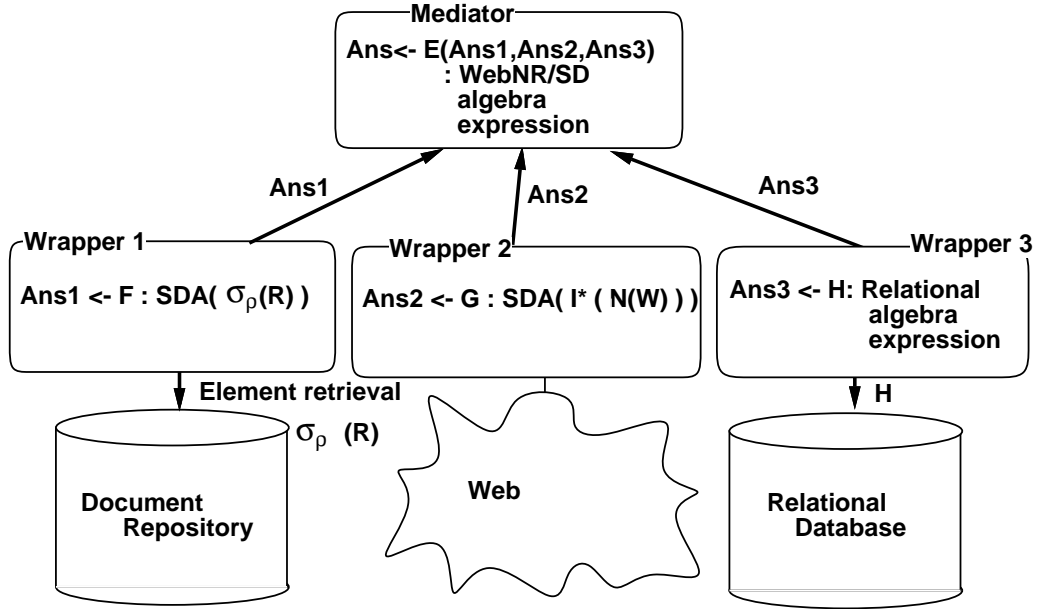 Mediator
Ans<- E(Ans1,Ans2,Ans3)
: WebNR/SD
algebra
expression
Ans1
Ans2
Ans3
Wrapper 1
Ans1 <- F : SDA( σρ(R) )
Wrapper 2
Ans2 <- G : SDA( I* ( N(W) ) )
Wrapper 3
Ans3 <- H: Relational
algebra
expression
Element retrieval
σρ (R)
H
Document
Repository
Web
Relational
Database